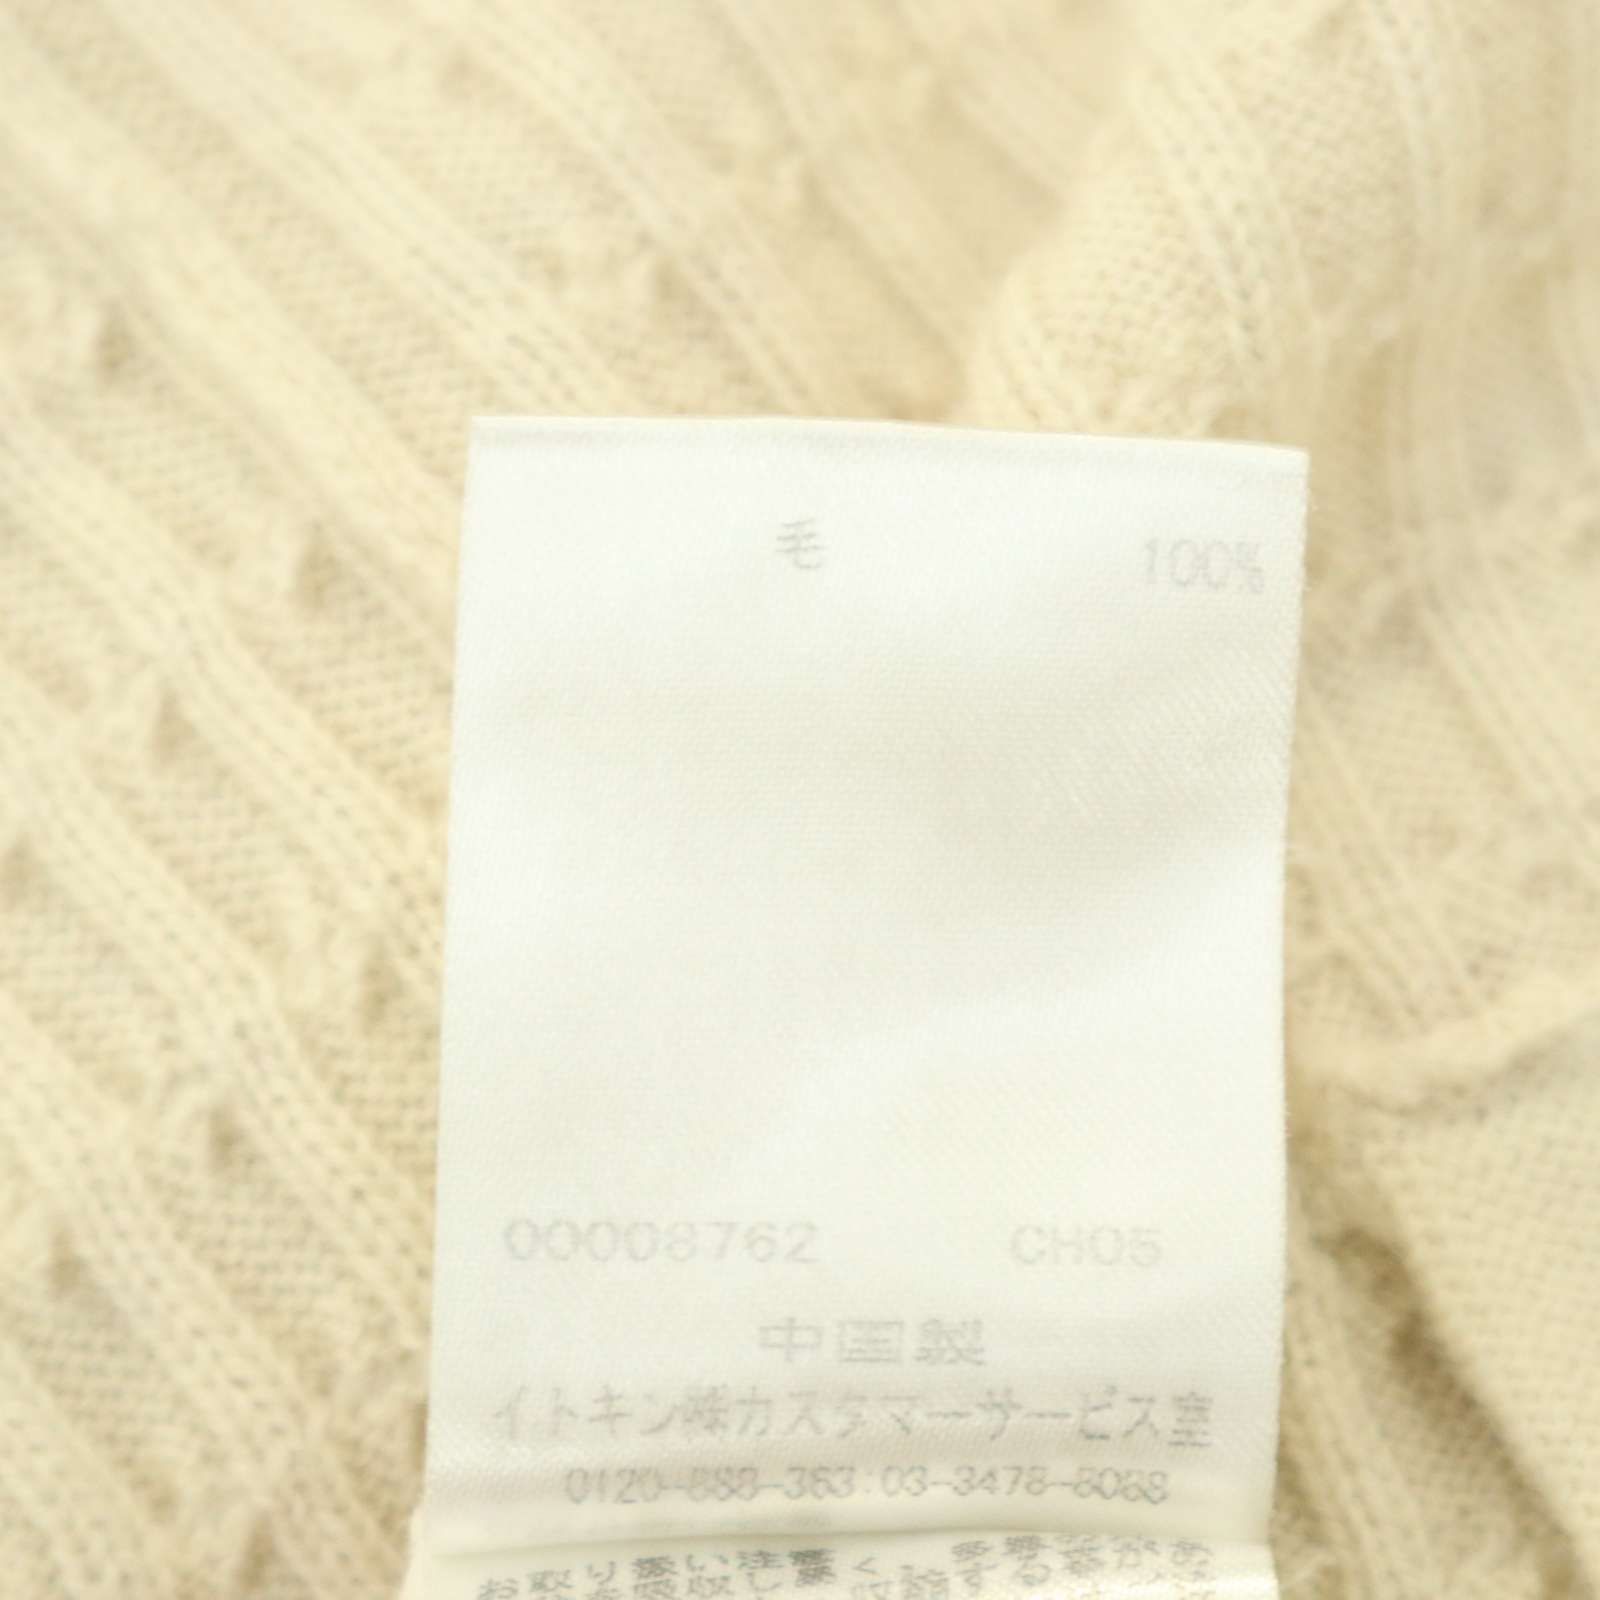 毛 100%
00008762 CH05
中国製
イトキン㈱カスタマーサービス室
0120-888-363 03-3478-8088